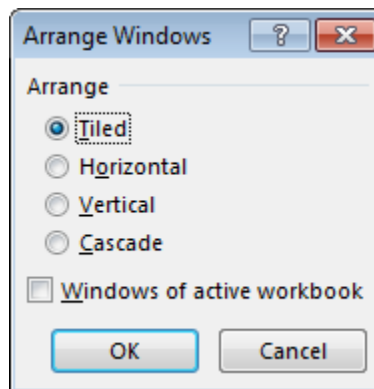 Arrange Windows ?
Arrange
Tiled
Horizontal
Vertical
Cascade
Windows of active workbook
OK Cancel